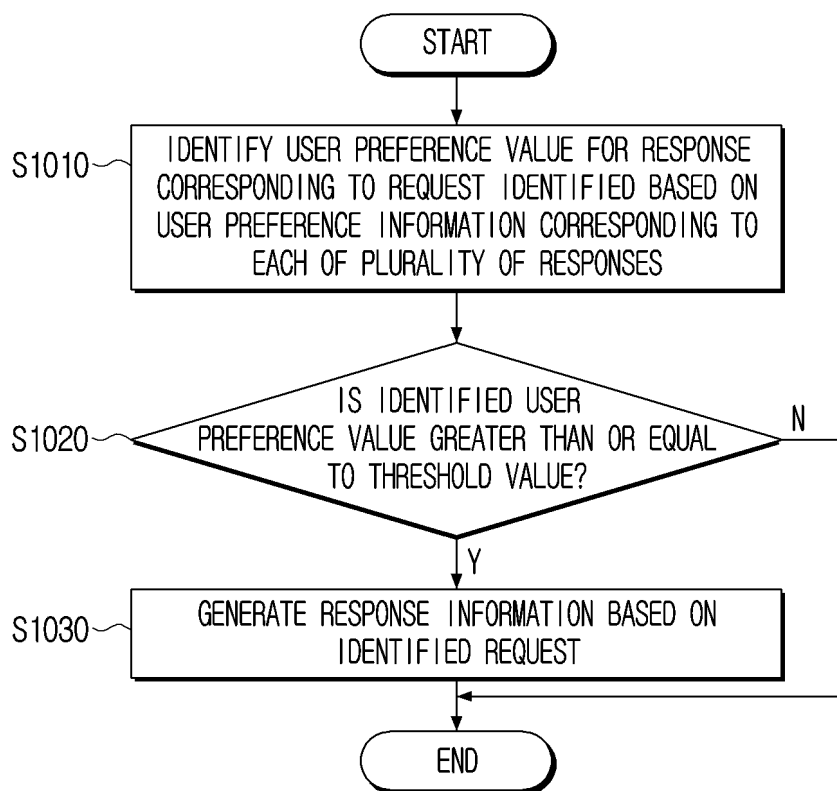 START
S1010
IDENTIFY USER PREFERENCE VALUE FOR RESPONSE
CORRESPONDING TO REQUEST IDENTIFIED BASED ON
USER PREFERENCE INFORMATION CORRESPONDING TO
EACH OF PLURALITY OF RESPONSES
S1020
IS IDENTIFIED USER
PREFERENCE VALUE GREATER THAN OR EQUAL
TO THRESHOLD VALUE?
N
Y
S1030
GENERATE RESPONSE INFORMATION BASED ON
IDENTIFIED REQUEST
END